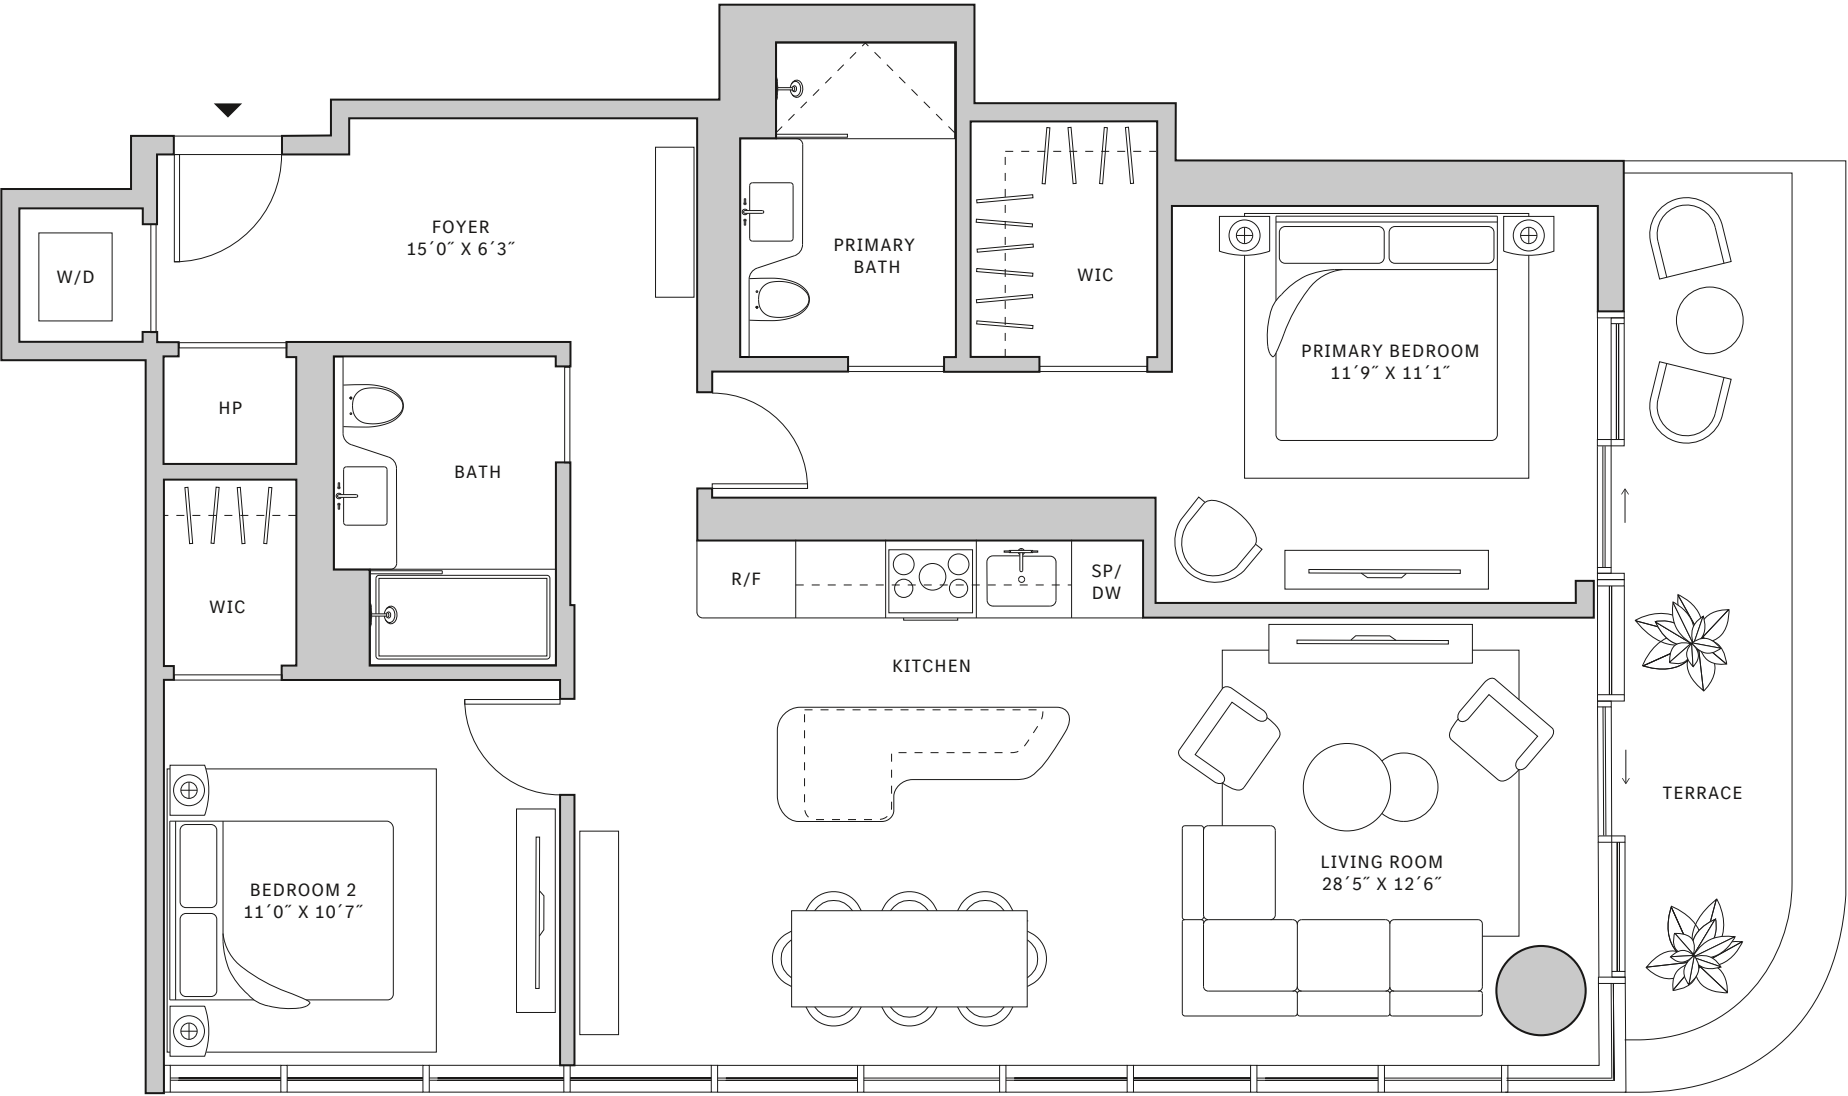 FOYER
15´0˝ X 6´3˝
W/D
PRIMARY
BATH
WIC
PRIMARY BEDROOM
11´9˝ X 11´1˝
HP
BATH
R/F
SP/
DW
WIC
KITCHEN
TERRACE
LIVING ROOM
28´5˝ X 12´6˝
BEDROOM 2
11´0˝ X 10´7˝